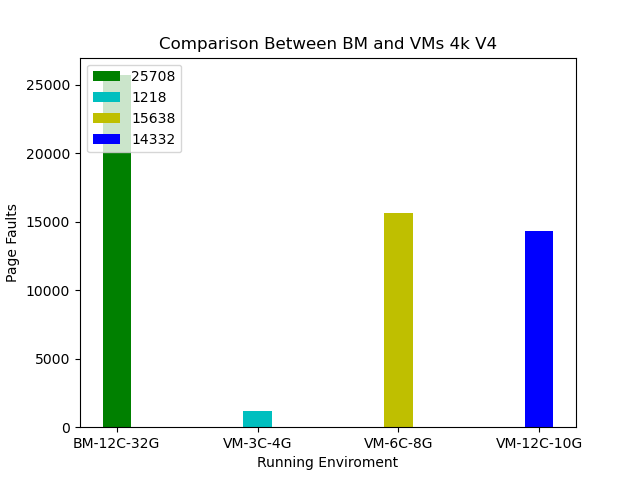 Comparison Between BM and VMs 4k V4
25708
1218
15638
14332
25000
20000
15000
10000
5000
0
Page Faults
BM-12C-32G VM-3C-4G VM-6C-8G VM-12C-10G
Running Enviroment